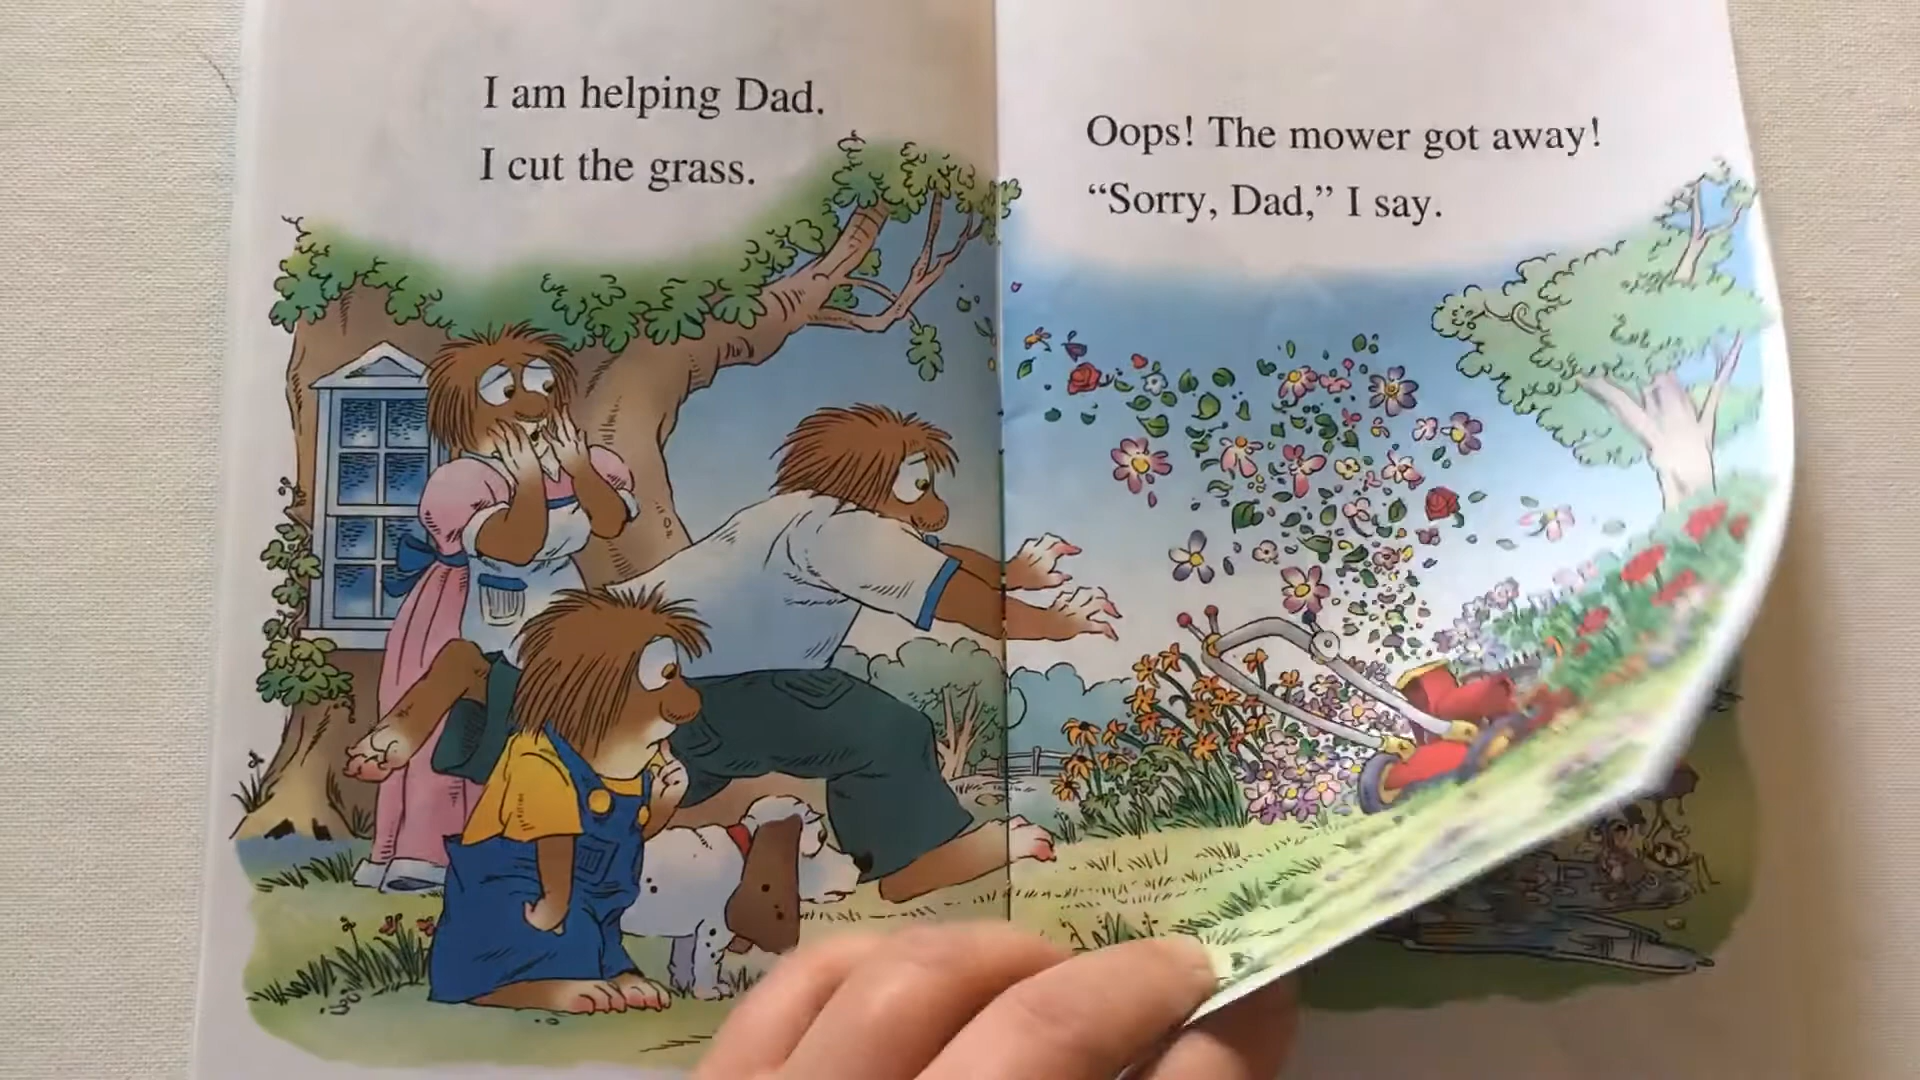 I am helping Dad.
I cut the grass.
Oops! The mower got away!
“Sorry, Dad,” I say.